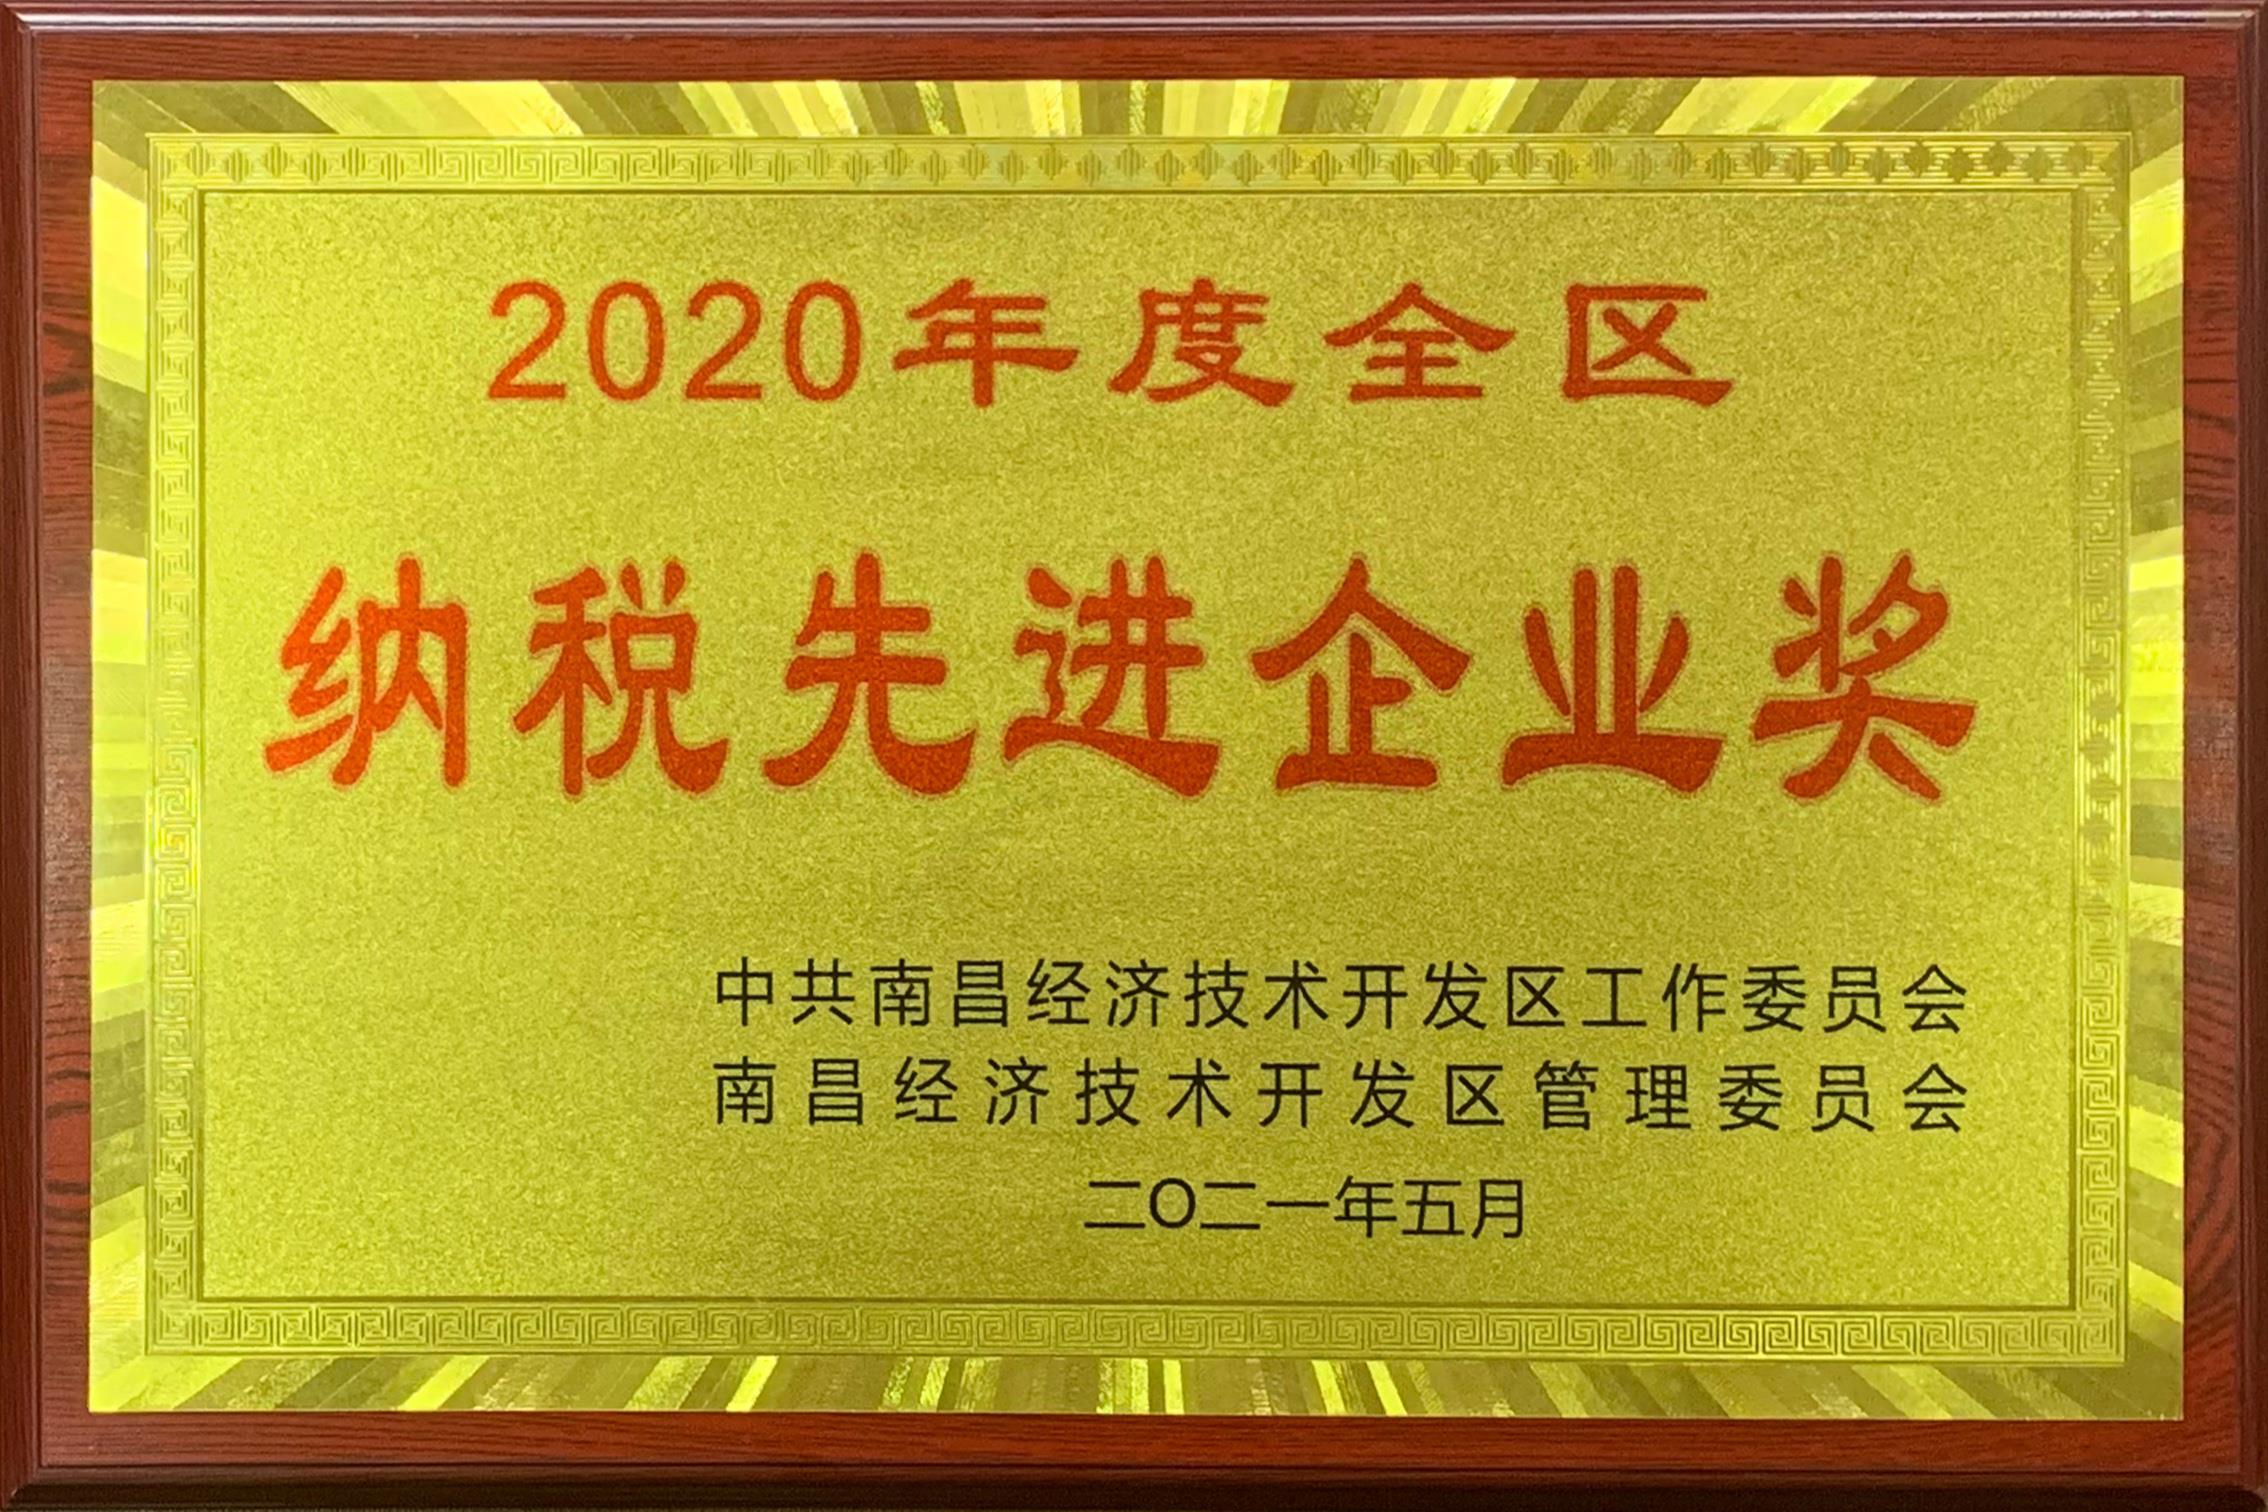 2020年度全区
纳税先进企业奖
中共南昌经济技术开发区工作委员会
南昌经济技术开发区管理委员会
二〇二一年五月